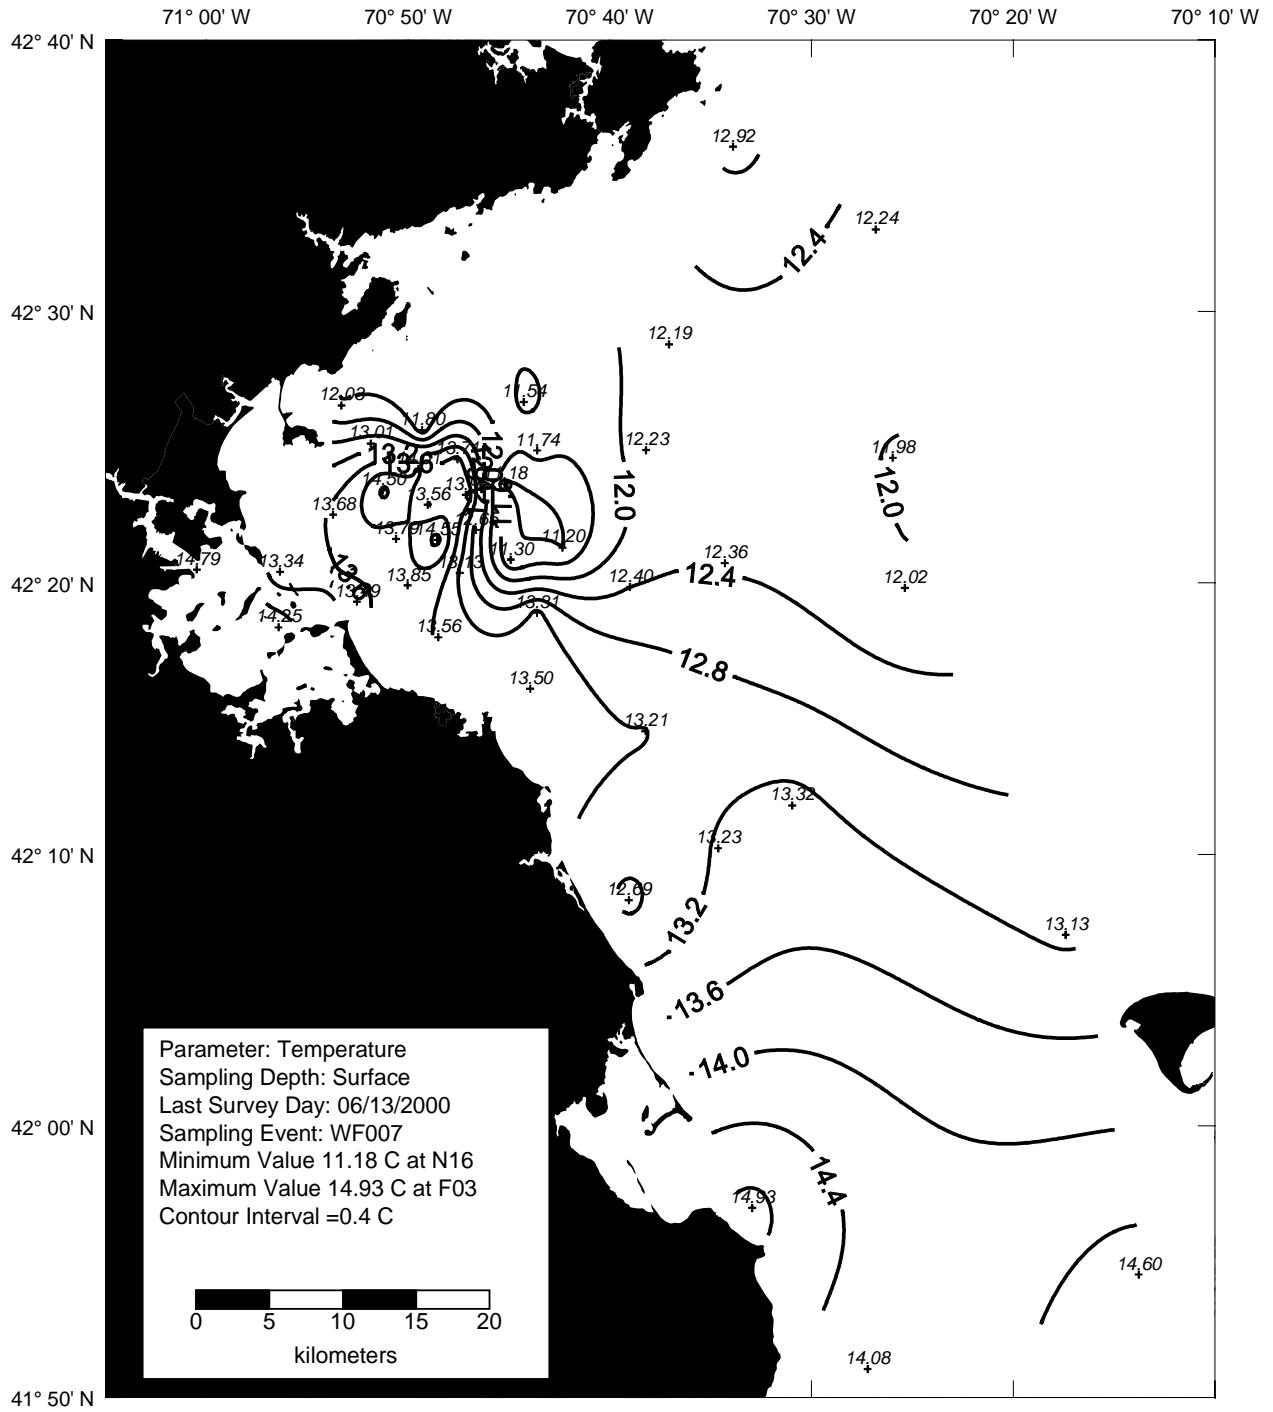 71° 00' W 70° 50' W 70° 40' W 70° 30' W 70° 20' W 70° 10' W
42° 40' N
12.92
12.24
12.4
42° 30' N
12.19
12.03
11.54
11.80
13.01
11.74
12.23
11.98
13.2
13.6
14.50
13.56
13.68
12.0
12.0
13.79
14.55
11.20
11.30
12.36
14.79
13.34
13.13
42° 20' N
13.85
12.40
12.4
12.02
13.31
14.25
13.56
12.8
13.50
13.21
13.32
13.23
42° 10' N
12.69
13.2
13.13
13.6
14.0
42° 00' N
14.4
14.93
14.60
14.08
41° 50' N
Parameter: Temperature
Sampling Depth: Surface
Last Survey Day: 06/13/2000
Sampling Event: WF007
Minimum Value 11.18 C at N16
Maximum Value 14.93 C at F03
Contour Interval =0.4 C
0 5 10 15 20
kilometers